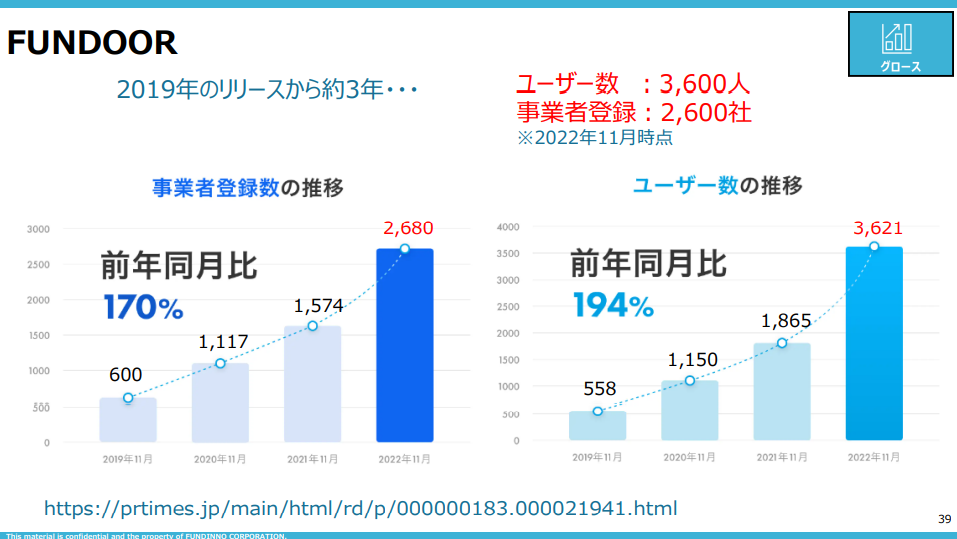 FUNDOOR
グロース
2019年のリリースから約3年・・・
ユーザー数　：3,600人
事業者登録：2,600社
※2022年11月時点
事業者登録数の推移
3000
2500
2000
1500
1000
500
0
前年同月比
170%
600
1,117
1,574
2,680
2019年11月
2020年11月
2021年11月
2022年11月
ユーザー数の推移
4000
3500
3000
2500
2000
1500
1000
500
0
前年同月比
194%
558
1,150
1,865
3,621
2019年11月
2020年11月
2021年11月
2022年11月
https://prtimes.jp/main/html/rd/p/000000183.000021941.html
39
This material is confidential and the property of FUNDINNO CORPORATION.